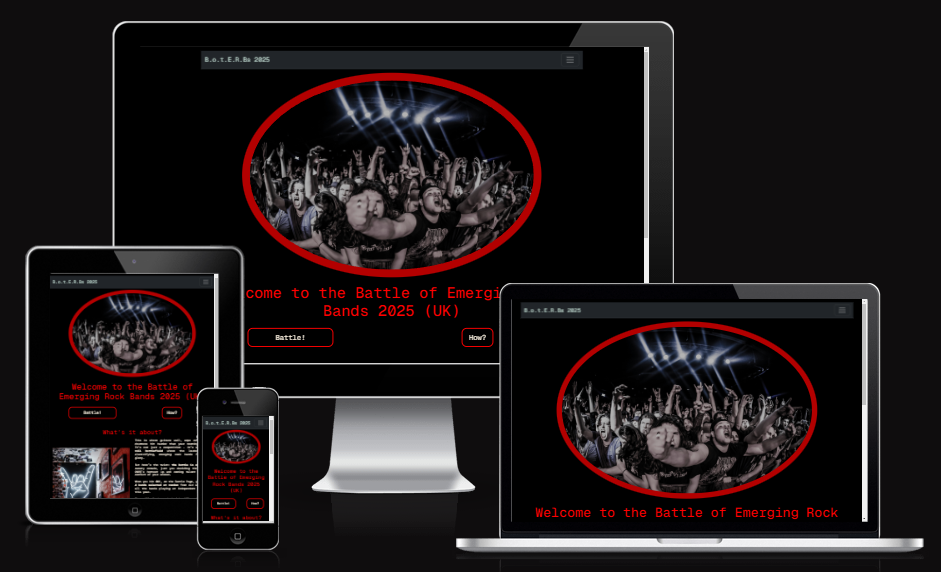 B.o.t.E.R.Bs 2025
come to the Battle of Emergi
Bands 2025 (UK)
Battle!
How?
B.o.t.E.R.Bs 2025
Welcome to the Battle of
Emerging Rock Bands 2025 (U
Battle!
How?
What's it about?
B.o.t.E.R.Bs 2025
Welcome to the
Battle of
Emerging Rock
Bands 2025
(UK)
Battle!
How?
What's it about?
B.o.t.E.R.Bs 2025
Welcome to the Battle of Emerging Rock